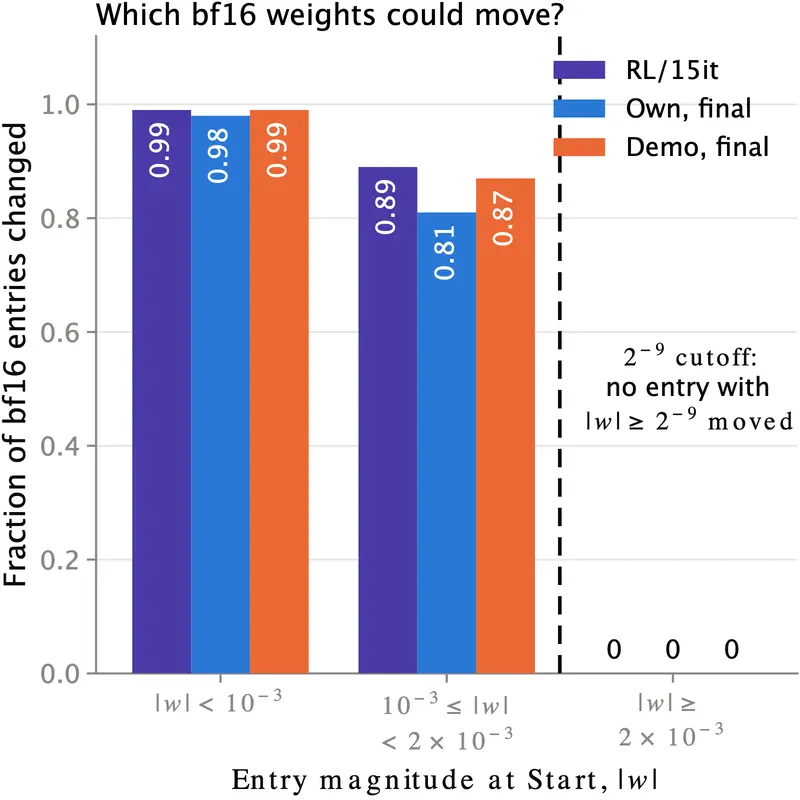 Which bf16 weights could move?
RL/15it
Own, final
Demo, final
Fraction of bf16 entries changed
1.0
0.8
0.6
0.4
0.2
0.0
0.99
0.98
0.99
0.89
0.81
0.87
2⁻⁹ cutoff:
no entry with
|w| ≥ 2⁻⁹ moved
0 0 0
|w| < 10⁻³
10⁻³ ≤ |w|
< 2 × 10⁻³
|w| ≥
2 × 10⁻³
Entry magnitude at Start, |w|